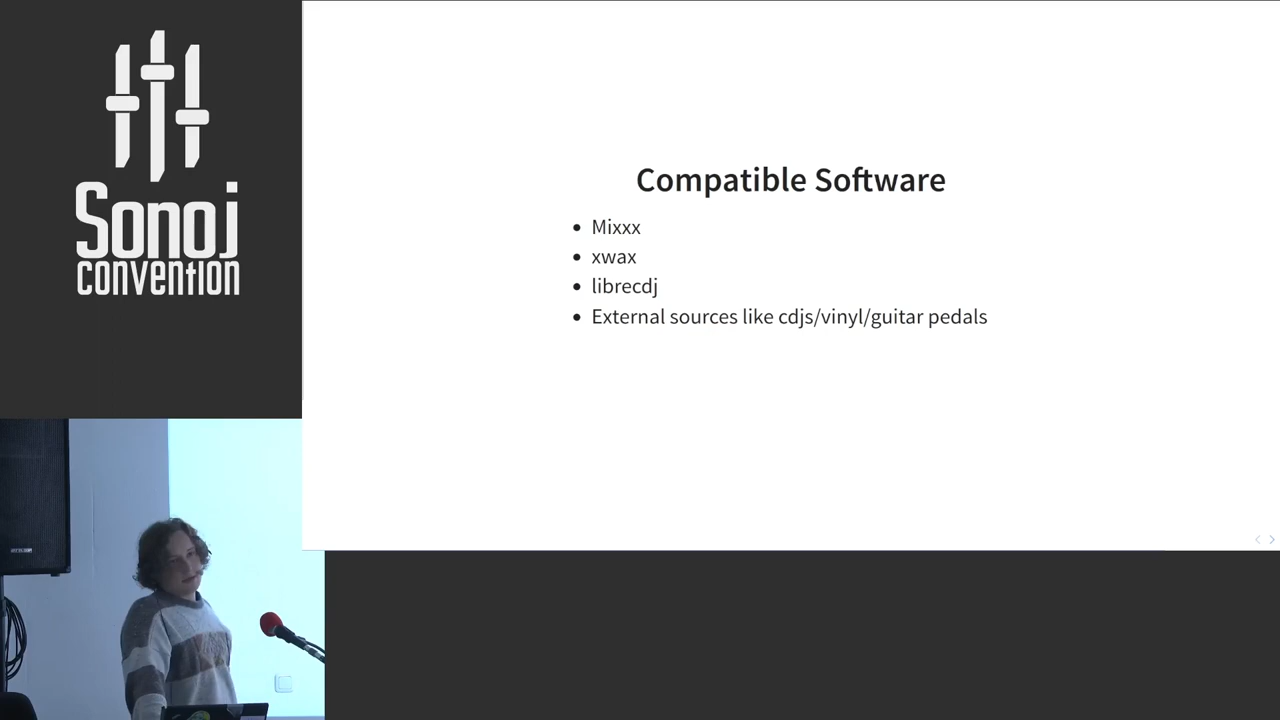 Sonoj
convention
Compatible Software
• Mixxx
• xwax
• librecdj
• External sources like cdjs/vinyl/guitar pedals